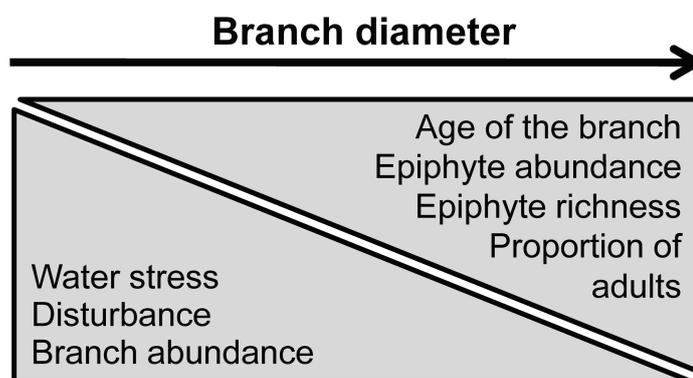 Branch diameter
Age of the branch
Epiphyte abundance
Epiphyte richness
Proportion of
adults
Water stress
Disturbance
Branch abundance